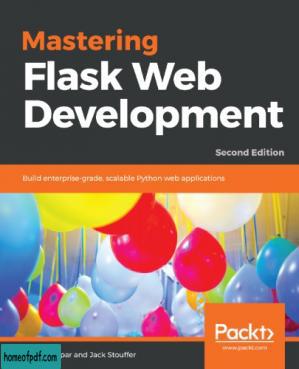 Mastering
Flask Web
Development
Second Edition
Build enterprise-grade, scalable Python web applications
Packt>
www.packt.com
par and Jack Stouffer
homeofpdf.com